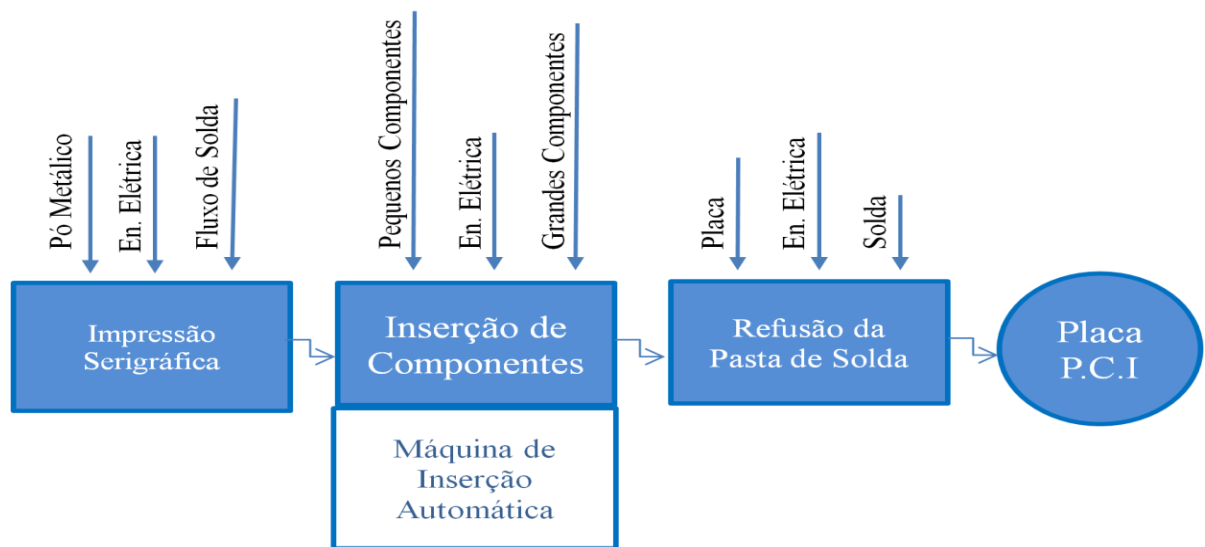 Pó Metálico
En. Elétrica
Fluxo de Solda
Pequenos Componentes
En. Elétrica
Grandes Componentes
Placa
En. Elétrica
Solda
Impressão
Serigráfica
Inserção de
Componentes
Máquina de
Inserção
Automática
Refusão da
Pasta de Solda
Placa
P.C.I